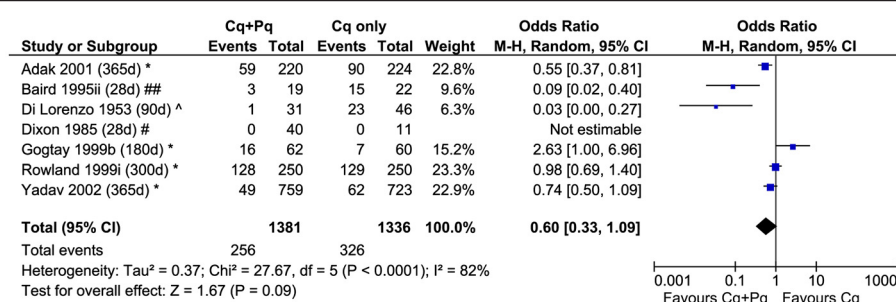 Cq+Pq Cq only Odds Ratio Odds Ratio
Study or Subgroup Events Total Events Total Weight M-H, Random, 95% CI M-H, Random, 95% CI
Adak 2001 (365d) * 59 220 90 224 22.8% 0.55 [0.37, 0.81]
Baird 1995ii (28d) ## 3 19 15 22 9.6% 0.09 [0.02, 0.40]
Di Lorenzo 1953 (90d) ^ 1 31 23 46 6.3% 0.03 [0.00, 0.27]
Dixon 1985 (28d) # 0 40 0 11 Not estimable
Gogtay 1999b (180d) * 16 62 7 60 15.2% 2.63 [1.00, 6.96]
Rowland 1999i (300d) * 128 250 129 250 23.3% 0.98 [0.69, 1.40]
Yadav 2002 (365d) * 49 759 62 723 22.9% 0.74 [0.50, 1.09]
Total (95% CI) 1381 1336 100.0% 0.60 [0.33, 1.09]
Total events 256 326
Heterogeneity: Tau² = 0.37; Chi² = 27.67, df = 5 (P < 0.0001); I² = 82%
Test for overall effect: Z = 1.67 (P = 0.09)
0.001 0.1 1 10 1000
Favours Cq+Pq Favours Cq